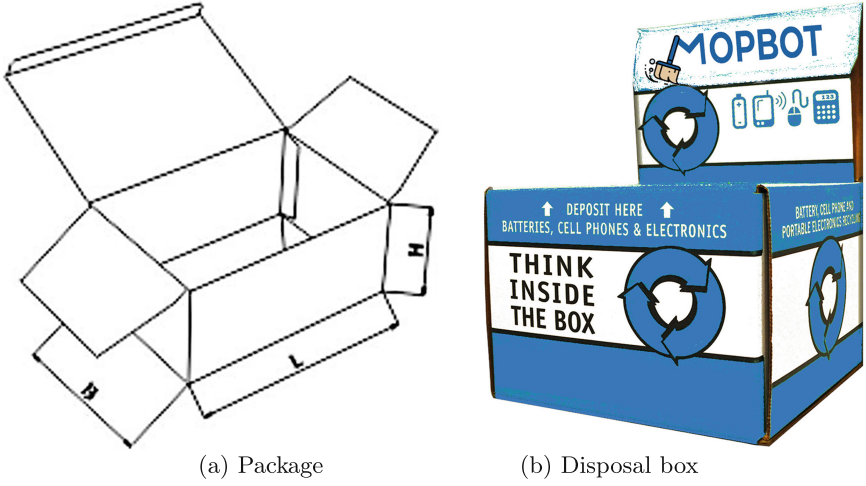 H
L
MOPBOT
123
DEPOSIT HERE
BATTERIES, CELL PHONES & ELECTRONICS
BATTERY, CELL PHONE AND
PORTABLE ELECTRONICS RECYCLING
THINK
INSIDE
THE BOX
(a) Package
(b) Disposal box